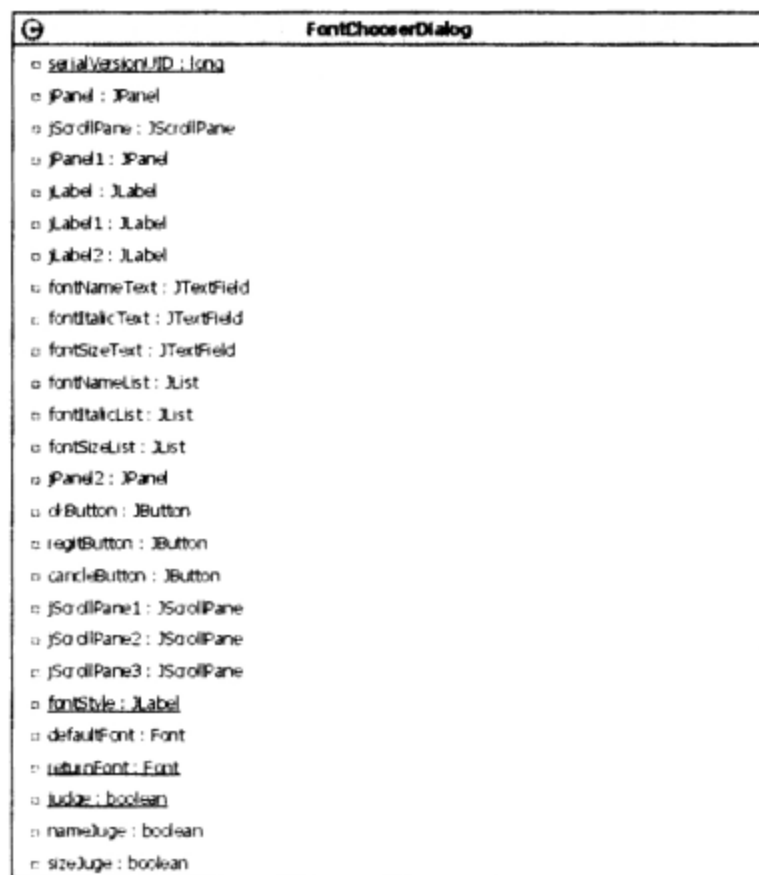 FontChooserDialog
serialVersionUID : long
jPanel : JPanel
jScrollPane : JScrollPane
jPanel1 : JPanel
jLabel : JLabel
jLabel1 : JLabel
jLabel2 : JLabel
fontNameText : JTextField
fontItalicText : JTextField
fontSizeText : JTextField
fontNameList : JList
fontItalicList : JList
fontSizeList : JList
jPanel2 : JPanel
okButton : JButton
regitButton : JButton
cancleButton : JButton
jScrollPane1 : JScrollPane
jScrollPane2 : JScrollPane
jScrollPane3 : JScrollPane
fontStyle : JLabel
defaultFont : Font
returnFont : Font
judge : boolean
nameJuge : boolean
sizeJuge : boolean